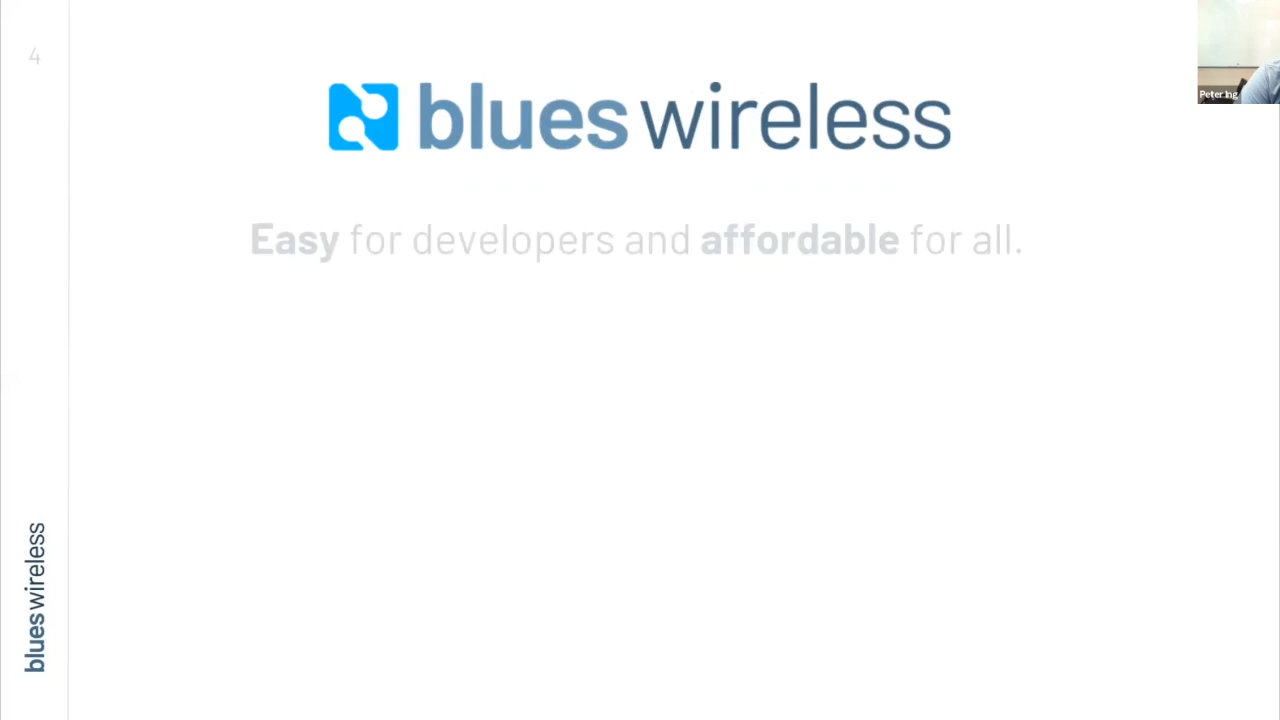 4
blues wireless
Peter Ing
Easy for developers and affordable for all.
blues wireless